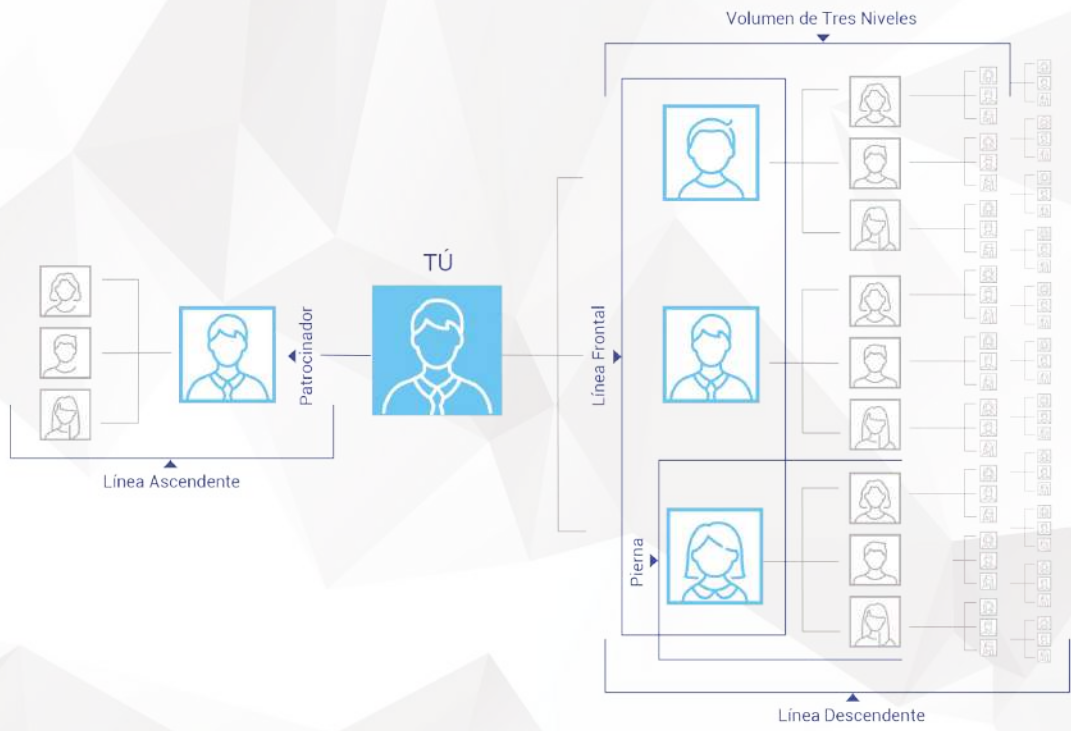 Volumen de Tres Niveles
TÚ
Patrocinador
Línea Frontal
Línea Ascendente
Pierna
Línea Descendente